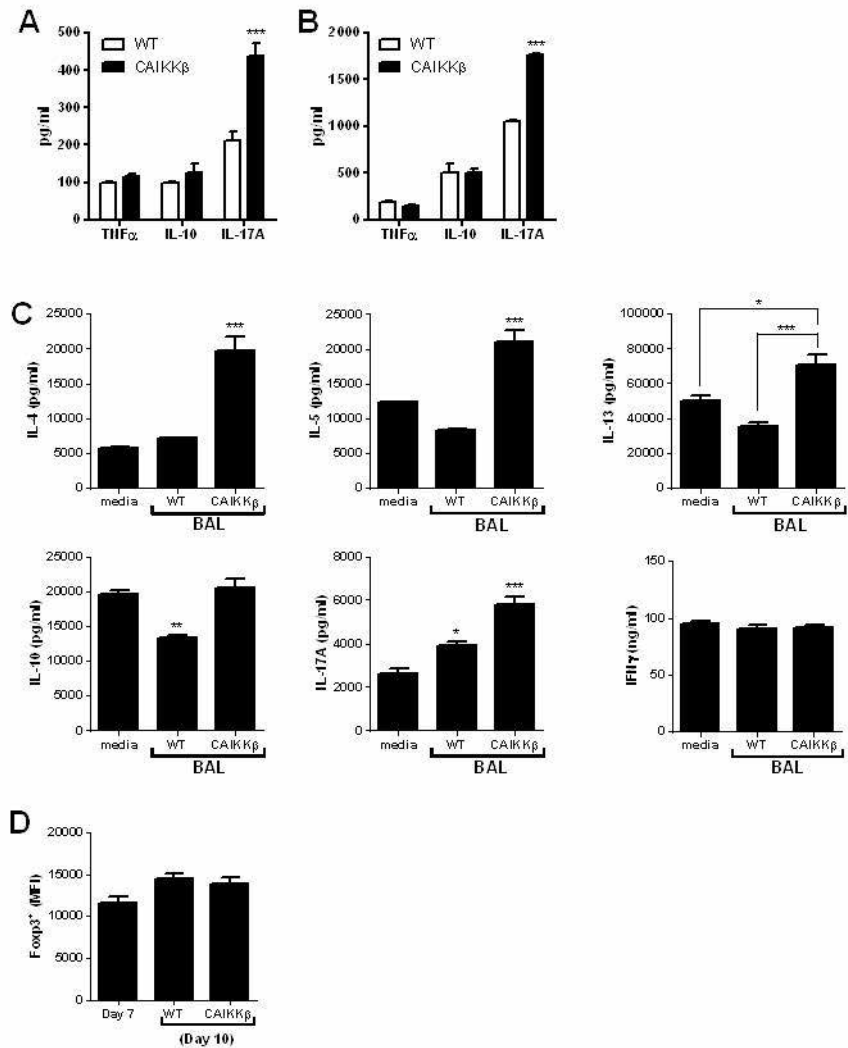 A
500
400
300
200
100
0
pg/ml
WT
CAIKKβ
***
TNFα IL-10 IL-17A
B
2000
1500
1000
500
0
pg/ml
WT
CAIKKβ
***
TNFα IL-10 IL-17A
C
25000
20000
15000
10000
5000
0
IL-4 (pg/ml)
***
media WT CAIKKβ
BAL
25000
20000
15000
10000
5000
0
IL-5 (pg/ml)
***
media WT CAIKKβ
BAL
100000
80000
60000
40000
20000
0
IL-13 (pg/ml)
*
***
media WT CAIKKβ
BAL
25000
20000
15000
10000
5000
0
IL-10 (pg/ml)
**
media WT CAIKKβ
BAL
8000
6000
4000
2000
0
IL-17A (pg/ml)
*
***
media WT CAIKKβ
BAL
150
100
50
0
IFNγ (ng/ml)
media WT CAIKKβ
BAL
D
20000
15000
10000
5000
0
Foxp3+ (MFI)
Day 7 WT CAIKKβ
(Day 10)